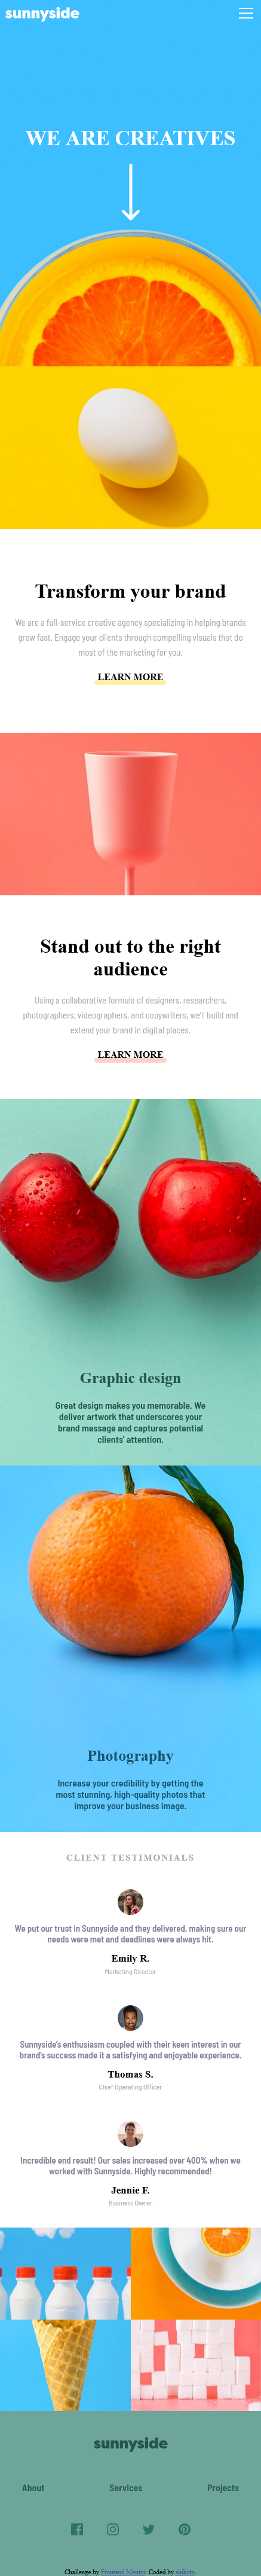 sunnyside
WE ARE CREATIVES
Transform your brand
We are a full-service creative agency specializing in helping brands
grow fast. Engage your clients through compelling visuals that do
most of the marketing for you.
LEARN MORE
Stand out to the right
audience
Using a collaborative formula of designers, researchers,
photographers, videographers, and copywriters, we'll build and
extend your brand in digital places.
LEARN MORE
Graphic design
Great design makes you memorable. We
deliver artwork that underscores your
brand message and captures potential
clients' attention.
Photography
Increase your credibility by getting the
most stunning, high-quality photos that
improve your business image.
CLIENT TESTIMONIALS
We put our trust in Sunnyside and they delivered, making sure our
needs were met and deadlines were always hit.
Emily R.
Marketing Director
Sunnyside's enthusiasm coupled with their keen interest in our
brand's success made it a satisfying and enjoyable experience.
Thomas S.
Chief Operating Officer
Incredible end result! Our sales increased over 400% when we
worked with Sunnyside. Highly recommended!
Jennie F.
Business Owner
sunnyside
About Services Projects
Challenge by Frontend Mentor. Coded by